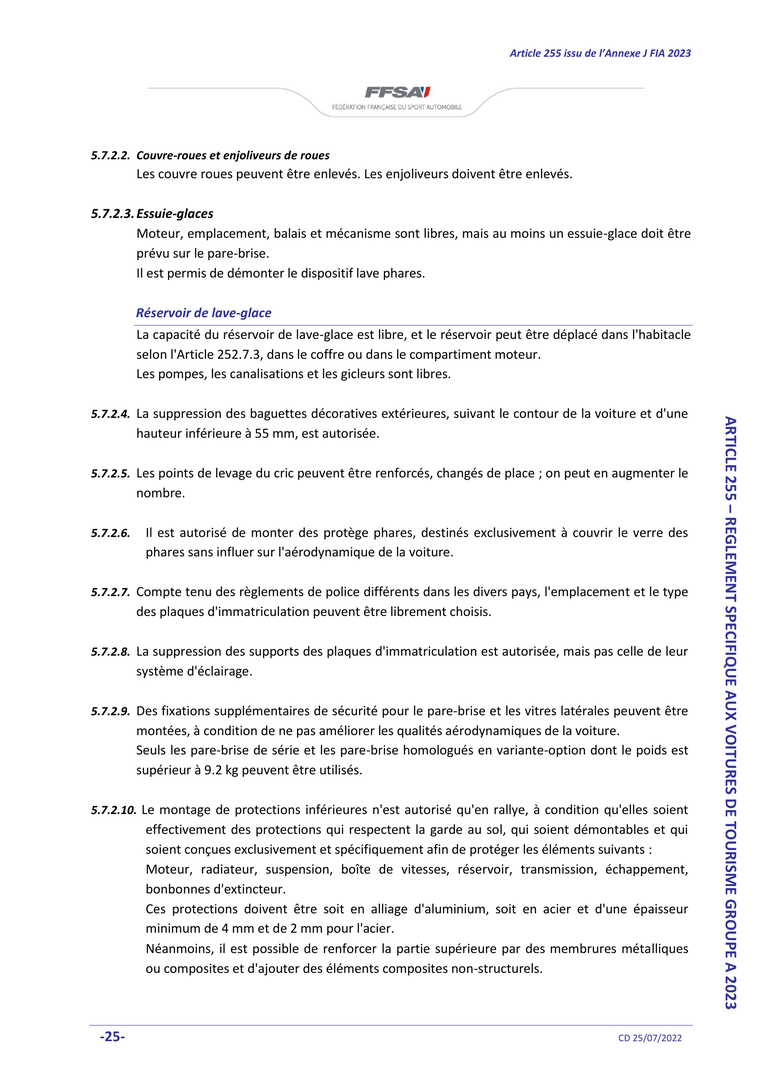 Article 255 issu de l'Annexe J FIA 2023
FFSA
FÉDÉRATION FRANÇAISE DU SPORT AUTOMOBILE
5.7.2.2. Couvre-roues et enjoliveurs de roues
Les couvre roues peuvent être enlevés. Les enjoliveurs doivent être enlevés.
5.7.2.3. Essuie-glaces
Moteur, emplacement, balais et mécanisme sont libres, mais au moins un essuie-glace doit être
prévu sur le pare-brise.
Il est permis de démonter le dispositif lave phares.
Réservoir de lave-glace
La capacité du réservoir de lave-glace est libre, et le réservoir peut être déplacé dans l'habitacle
selon l'Article 252.7.3, dans le coffre ou dans le compartiment moteur.
Les pompes, les canalisations et les gicleurs sont libres.
5.7.2.4. La suppression des baguettes décoratives extérieures, suivant le contour de la voiture et d'une
hauteur inférieure à 55 mm, est autorisée.
5.7.2.5. Les points de levage du cric peuvent être renforcés, changés de place ; on peut en augmenter le
nombre.
5.7.2.6. Il est autorisé de monter des protège phares, destinés exclusivement à couvrir le verre des
phares sans influer sur l'aérodynamique de la voiture.
5.7.2.7. Compte tenu des règlements de police différents dans les divers pays, l'emplacement et le type
des plaques d'immatriculation peuvent être librement choisis.
5.7.2.8. La suppression des supports des plaques d'immatriculation est autorisée, mais pas celle de leur
système d'éclairage.
5.7.2.9. Des fixations supplémentaires de sécurité pour le pare-brise et les vitres latérales peuvent être
montées, à condition de ne pas améliorer les qualités aérodynamiques de la voiture.
Seuls les pare-brise de série et les pare-brise homologués en variante-option dont le poids est
supérieur à 9.2 kg peuvent être utilisés.
5.7.2.10. Le montage de protections inférieures n'est autorisé qu'en rallye, à condition qu'elles soient
effectivement des protections qui respectent la garde au sol, qui soient démontables et qui
soient conçues exclusivement et spécifiquement afin de protéger les éléments suivants :
Moteur, radiateur, suspension, boîte de vitesses, réservoir, transmission, échappement,
bonbonnes d'extincteur.
Ces protections doivent être soit en alliage d'aluminium, soit en acier et d'une épaisseur
minimum de 4 mm et de 2 mm pour l'acier.
Néanmoins, il est possible de renforcer la partie supérieure par des membrures métalliques
ou composites et d'ajouter des éléments composites non-structurels.
ARTICLE 255 – REGLEMENT SPECIFIQUE AUX VOITURES DE TOURISME GROUPE A 2023
-25-
CD 25/07/2022